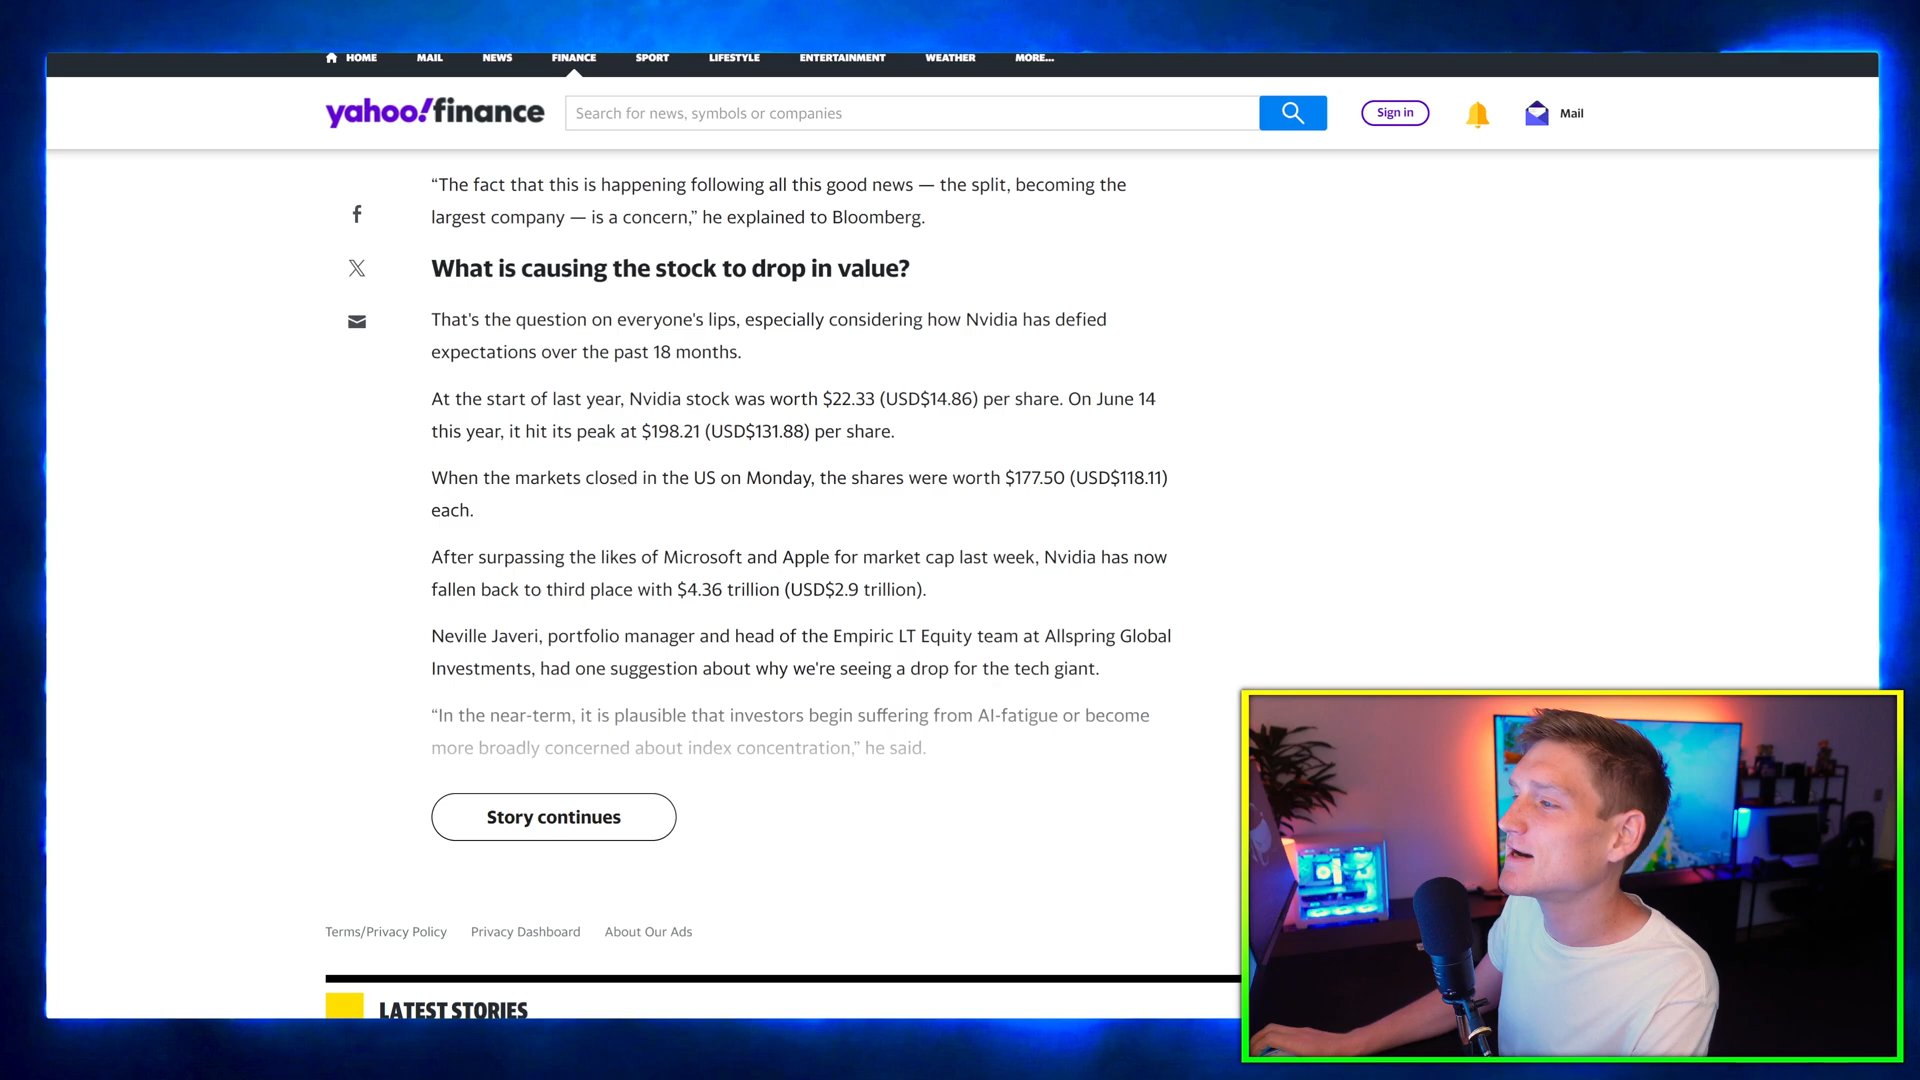 HOME MAIL NEWS FINANCE SPORT LIFESTYLE ENTERTAINMENT WEATHER MORE...
yahoo!finance Search for news, symbols or companies Sign in Mail
“The fact that this is happening following all this good news — the split, becoming the
largest company — is a concern,” he explained to Bloomberg.
What is causing the stock to drop in value?
That's the question on everyone's lips, especially considering how Nvidia has defied
expectations over the past 18 months.
At the start of last year, Nvidia stock was worth $22.33 (USD$14.86) per share. On June 14
this year, it hit its peak at $198.21 (USD$131.88) per share.
When the markets closed in the US on Monday, the shares were worth $177.50 (USD$118.11)
each.
After surpassing the likes of Microsoft and Apple for market cap last week, Nvidia has now
fallen back to third place with $4.36 trillion (USD$2.9 trillion).
Neville Javeri, portfolio manager and head of the Empiric LT Equity team at Allspring Global
Investments, had one suggestion about why we're seeing a drop for the tech giant.
“In the near-term, it is plausible that investors begin suffering from AI-fatigue or become
more broadly concerned about index concentration,” he said.
Story continues
Terms/Privacy Policy Privacy Dashboard About Our Ads
LATEST STORIES